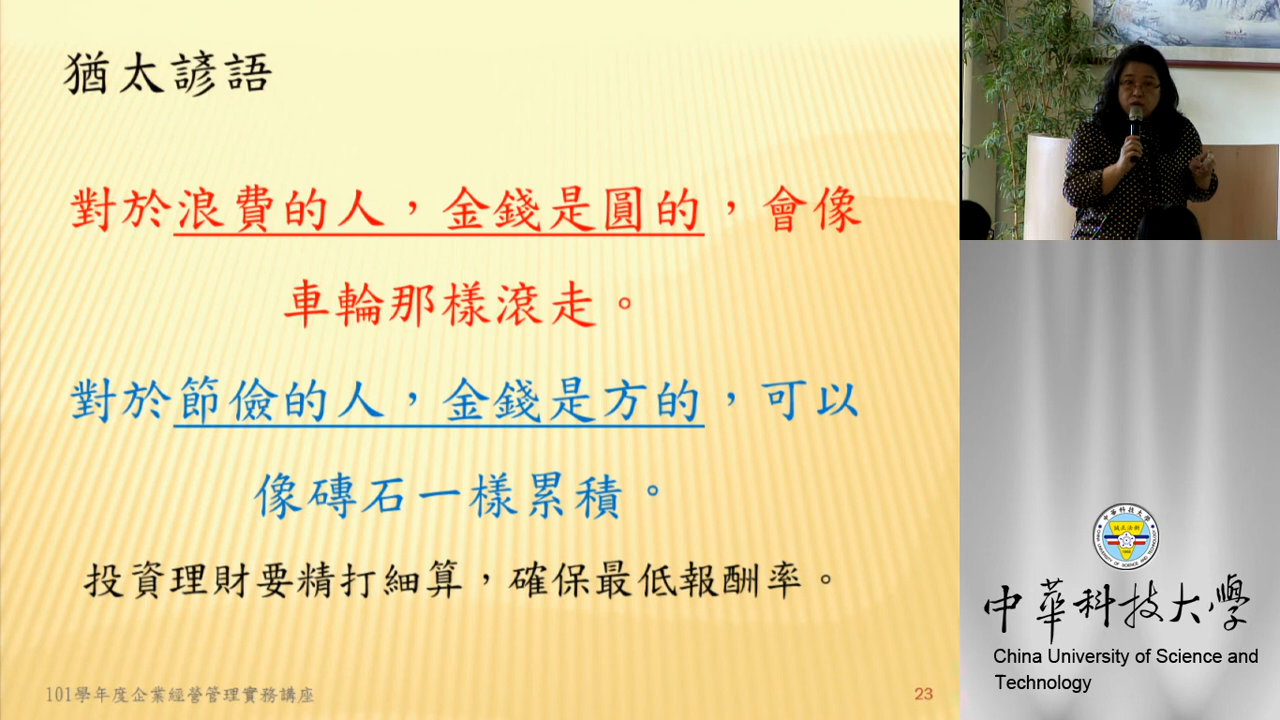 猶太諺語
對於浪費的人，金錢是圓的，會像
車輪那樣滾走。
對於節儉的人，金錢是方的，可以
像磚石一樣累積。
投資理財要精打細算，確保最低報酬率。
101學年度企業經營管理實務講座
23
中華科技大學
China University of Science and
Technology